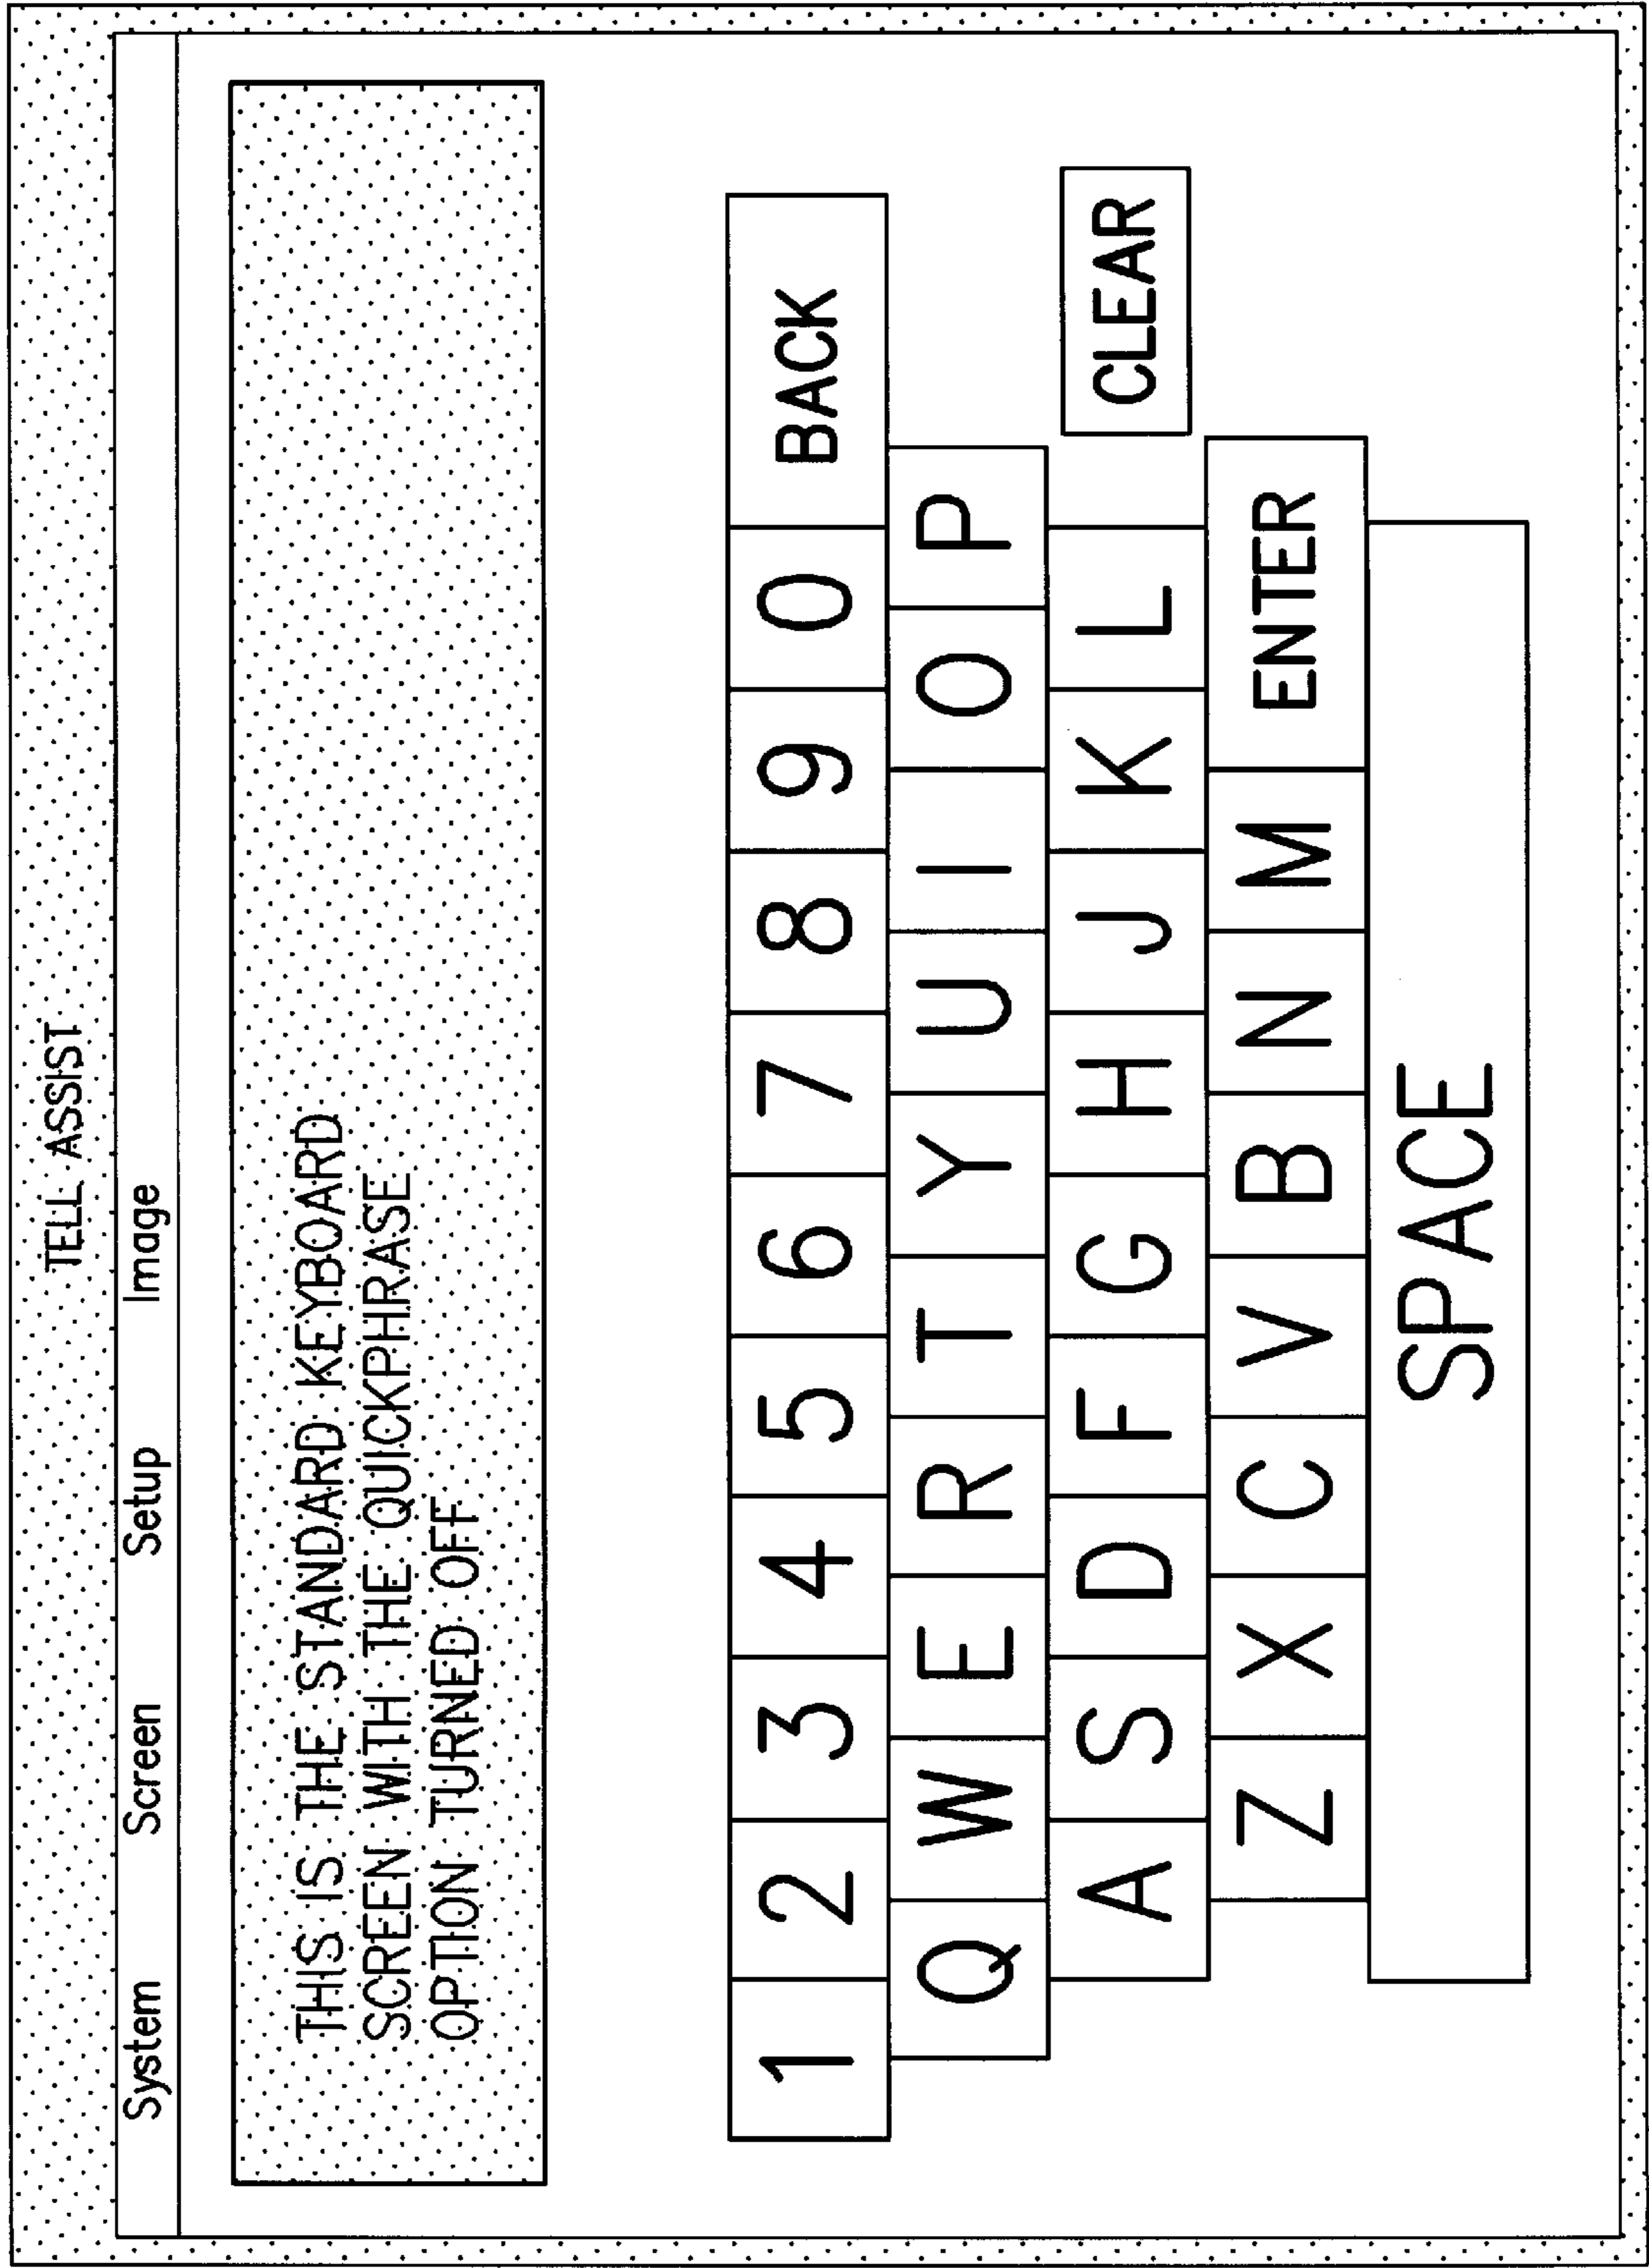 TELL ASSIST
System Screen Setup Image
THIS IS THE STANDARD KEYBOARD
SCREEN WITH THE QUICKPHRASE
OPTION TURNED OFF
1 2 3 4 5 6 7 8 9 0 BACK
Q W E R T Y U I O P
A S D F G H J K L CLEAR
Z X C V B N M ENTER
SPACE